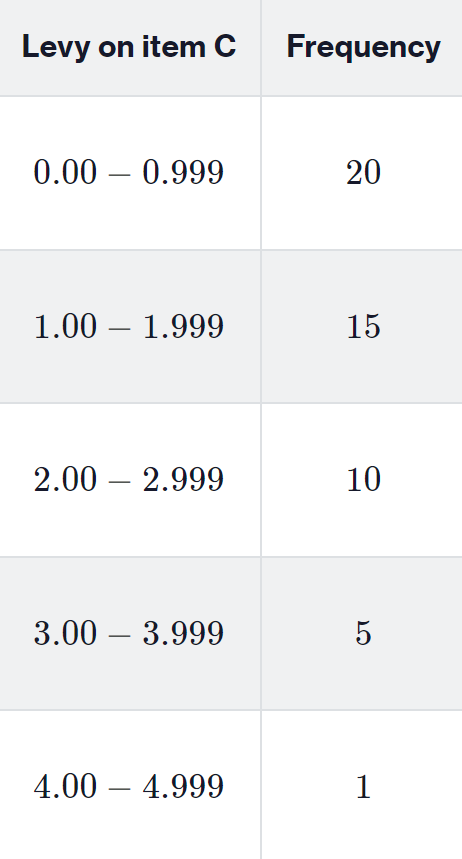 Levy on item C Frequency
0.00 – 0.999 20
1.00 – 1.999 15
2.00 – 2.999 10
3.00 – 3.999 5
4.00 – 4.999 1